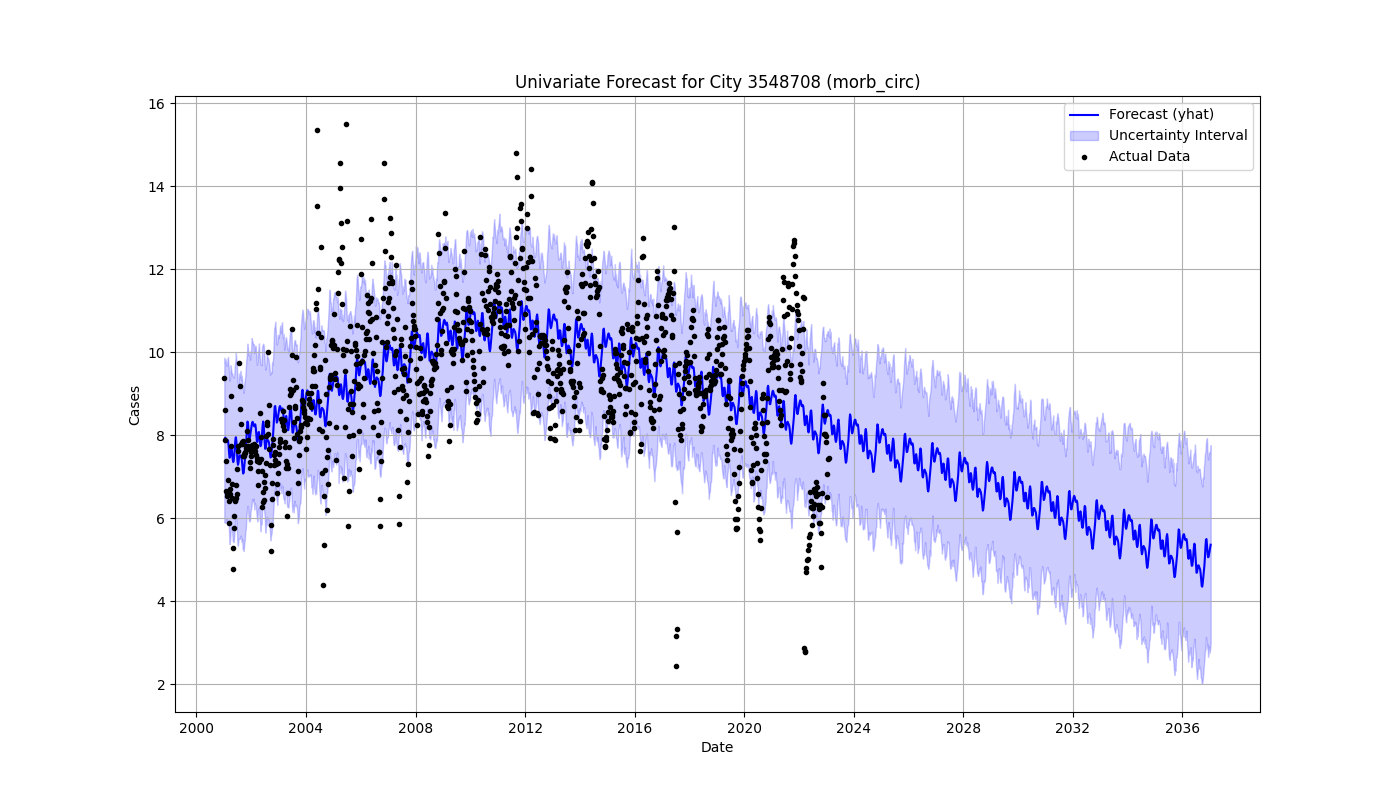 Univariate Forecast for City 3548708 (morb_circ)
Forecast (yhat)
Uncertainty Interval
Actual Data
Cases
16
14
12
10
8
6
4
2
2000 2004 2008 2012 2016 2020 2024 2028 2032 2036
Date